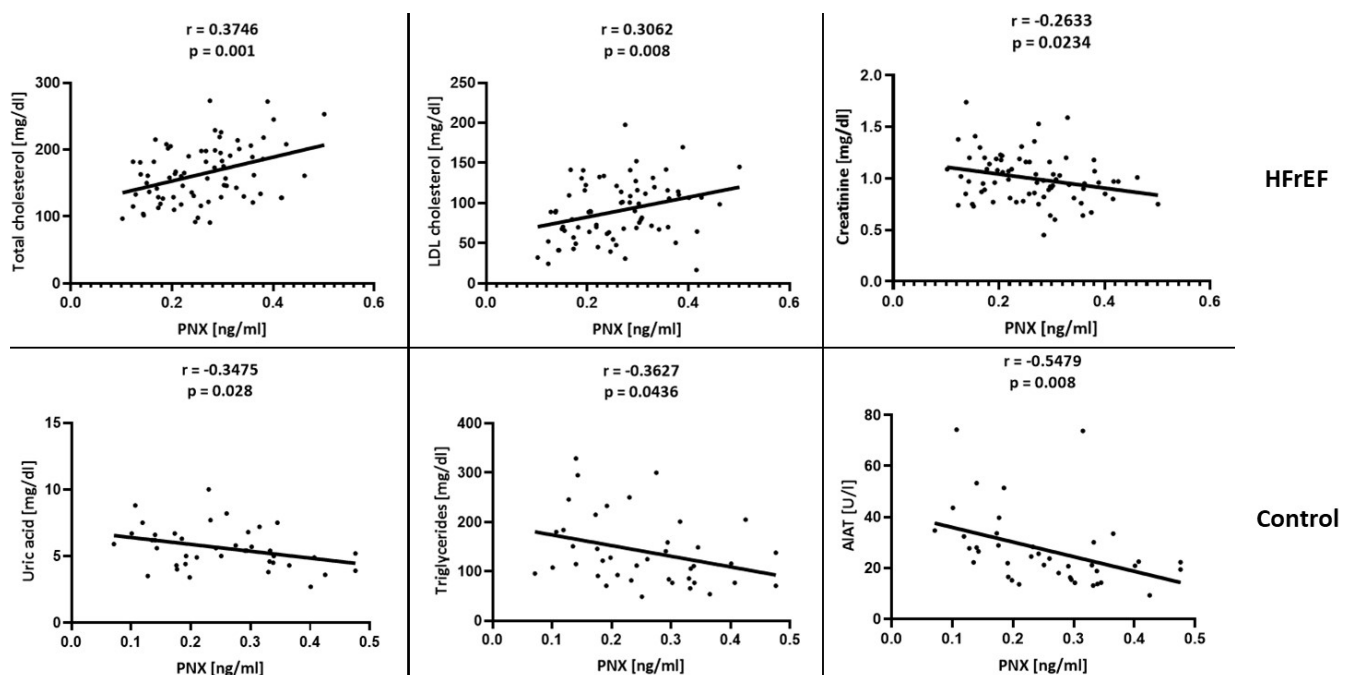 r = 0.3746
p = 0.001
300
200
100
0
Total cholesterol [mg/dl]
0.0 0.2 0.4 0.6
PNX [ng/ml]
r = 0.3062
p = 0.008
250
200
150
100
50
0
LDL cholesterol [mg/dl]
0.0 0.2 0.4 0.6
PNX [ng/ml]
r = -0.2633
p = 0.0234
2.0
1.5
1.0
0.5
0.0
Creatinine [mg/dl]
0.0 0.2 0.4 0.6
PNX [ng/ml]
HFrEF
r = -0.3475
p = 0.028
15
10
5
0
Uric acid [mg/dl]
0.0 0.1 0.2 0.3 0.4 0.5
PNX [ng/ml]
r = -0.3627
p = 0.0436
400
300
200
100
0
Triglycerides [mg/dl]
0.0 0.1 0.2 0.3 0.4 0.5
PNX [ng/ml]
r = -0.5479
p = 0.008
80
60
40
20
0
AlAT [U/l]
0.0 0.1 0.2 0.3 0.4 0.5
PNX [ng/ml]
Control